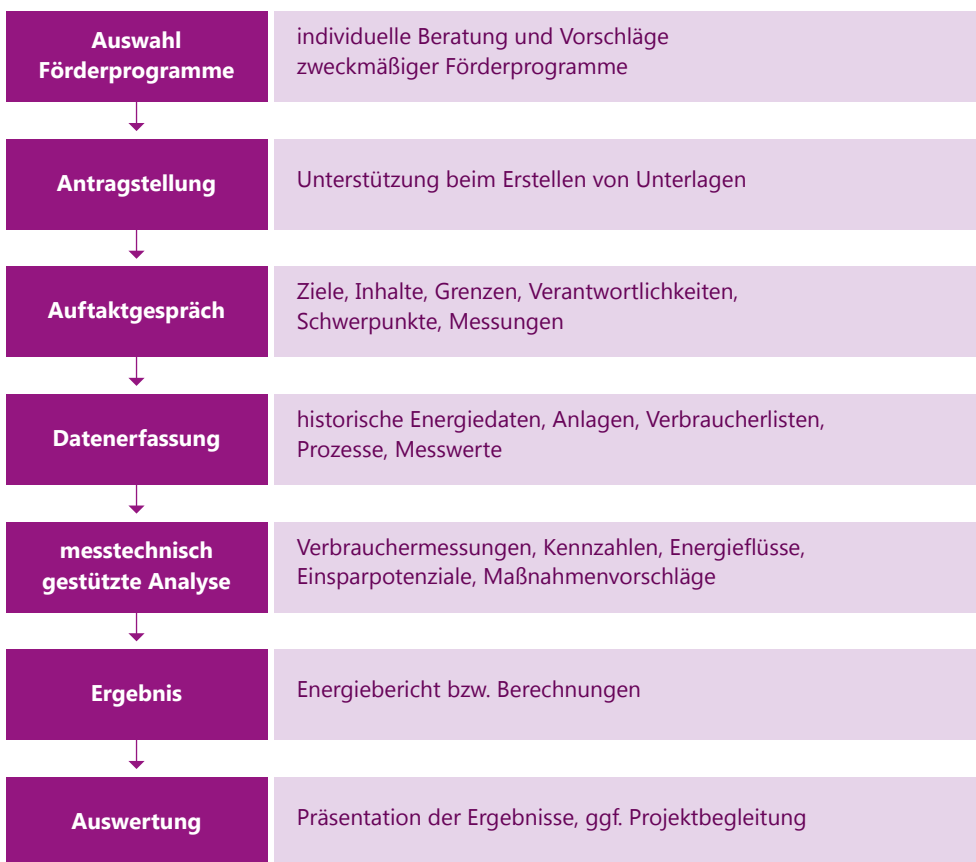 Auswahl
Förderprogramme
individuelle Beratung und Vorschläge
zweckmäßiger Förderprogramme
Antragstellung
Unterstützung beim Erstellen von Unterlagen
Auftaktgespräch
Ziele, Inhalte, Grenzen, Verantwortlichkeiten,
Schwerpunkte, Messungen
Datenerfassung
historische Energiedaten, Anlagen, Verbraucherlisten,
Prozesse, Messwerte
messtechnisch
gestützte Analyse
Verbrauchermessungen, Kennzahlen, Energieflüsse,
Einsparpotenziale, Maßnahmenvorschläge
Ergebnis
Energiebericht bzw. Berechnungen
Auswertung
Präsentation der Ergebnisse, ggf. Projektbegleitung